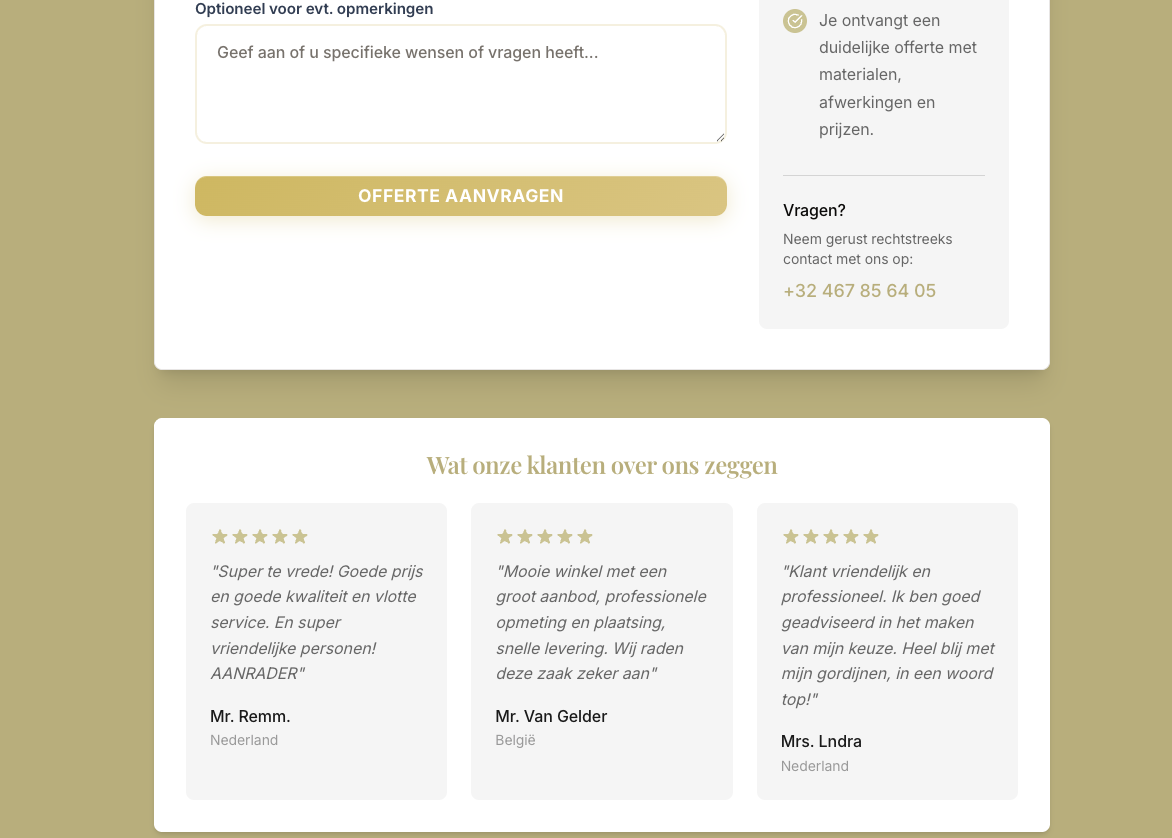 Optioneel voor evt. opmerkingen
Geef aan of u specifieke wensen of vragen heeft...
OFFERTE AANVRAGEN
Je ontvangt een
duidelijke offerte met
materialen,
afwerkingen en
prijzen.
Vragen?
Neem gerust rechtstreeks
contact met ons op:
+32 467 85 64 05
Wat onze klanten over ons zeggen
"Super te vrede! Goede prijs
en goede kwaliteit en vlotte
service. En super
vriendelijke personen!
AANRADER"
Mr. Remm.
Nederland
"Mooie winkel met een
groot aanbod, professionele
opmeting en plaatsing,
snelle levering. Wij raden
deze zaak zeker aan"
Mr. Van Gelder
België
"Klant vriendelijk en
professioneel. Ik ben goed
geadviseerd in het maken
van mijn keuze. Heel blij met
mijn gordijnen, in een woord
top!"
Mrs. Lndra
Nederland